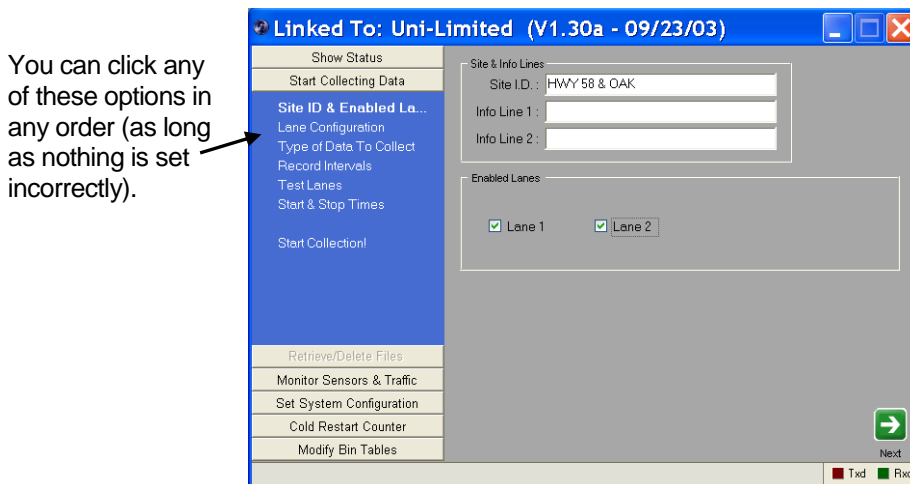 You can click any
of these options in
any order (as long
as nothing is set
incorrectly).
Linked To: Uni-Limited (V1.30a - 09/23/03)
Show Status
Start Collecting Data
Site ID & Enabled La...
Lane Configuration
Type of Data To Collect
Record Intervals
Test Lanes
Start & Stop Times
Start Collection!
Retrieve/Delete Files
Monitor Sensors & Traffic
Set System Configuration
Cold Restart Counter
Modify Bin Tables
Site & Info Lines
Site I.D. : HWY 58 & OAK
Info Line 1 :
Info Line 2 :
Enabled Lanes
Lane 1 Lane 2
Next
Txd Rxd